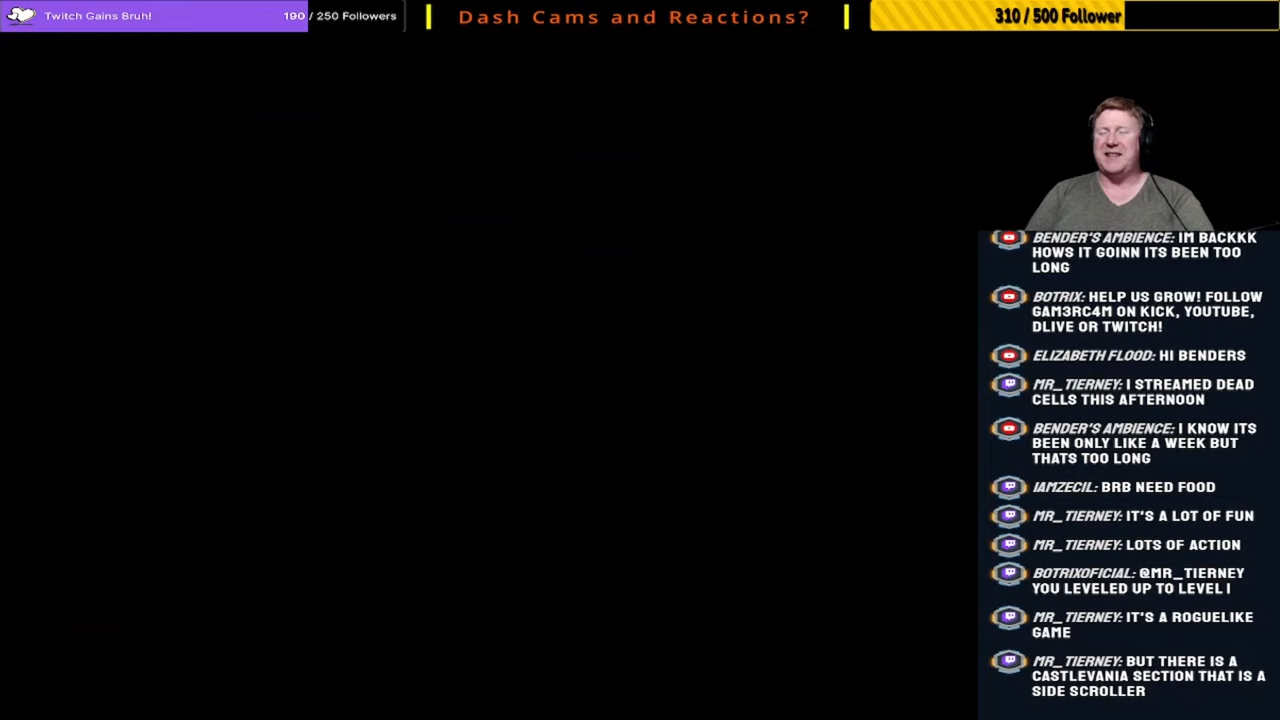 Twitch Gains Bruh!
190 / 250 Followers
Dash Cams and Reactions?
310 / 500 Follower
BENDER'S AMBIENCE: IM BACKKK
HOWS IT GOINN ITS BEEN TOO
LONG
BOTRIX: HELP US GROW! FOLLOW
GAM3RC4M ON KICK, YOUTUBE,
DLIVE OR TWITCH!
ELIZABETH FLOOD: HI BENDERS
MR_TIERNEY: I STREAMED DEAD
CELLS THIS AFTERNOON
BENDER'S AMBIENCE: I KNOW ITS
BEEN ONLY LIKE A WEEK BUT
THATS TOO LONG
IAMZECIL: BRB NEED FOOD
MR_TIERNEY: IT'S A LOT OF FUN
MR_TIERNEY: LOTS OF ACTION
BOTRIXOFICIAL: @MR_TIERNEY
YOU LEVELED UP TO LEVEL 1
MR_TIERNEY: IT'S A ROGUELIKE
GAME
MR_TIERNEY: BUT THERE IS A
CASTLEVANIA SECTION THAT IS A
SIDE SCROLLER